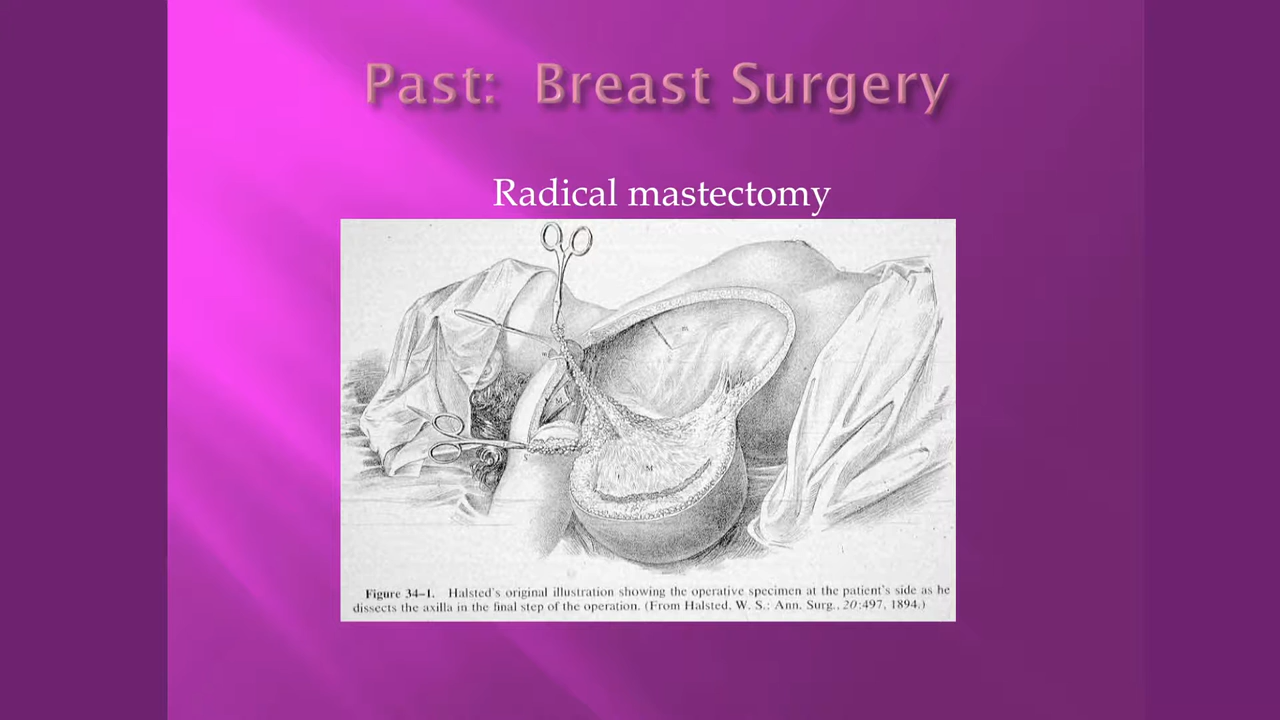 Past: Breast Surgery
Radical mastectomy
Figure 34–1. Halsted's original illustration showing the operative specimen at the patient's side as he
dissects the axilla in the final step of the operation. (From Halsted, W. S.: Ann. Surg., 20:497, 1894.)